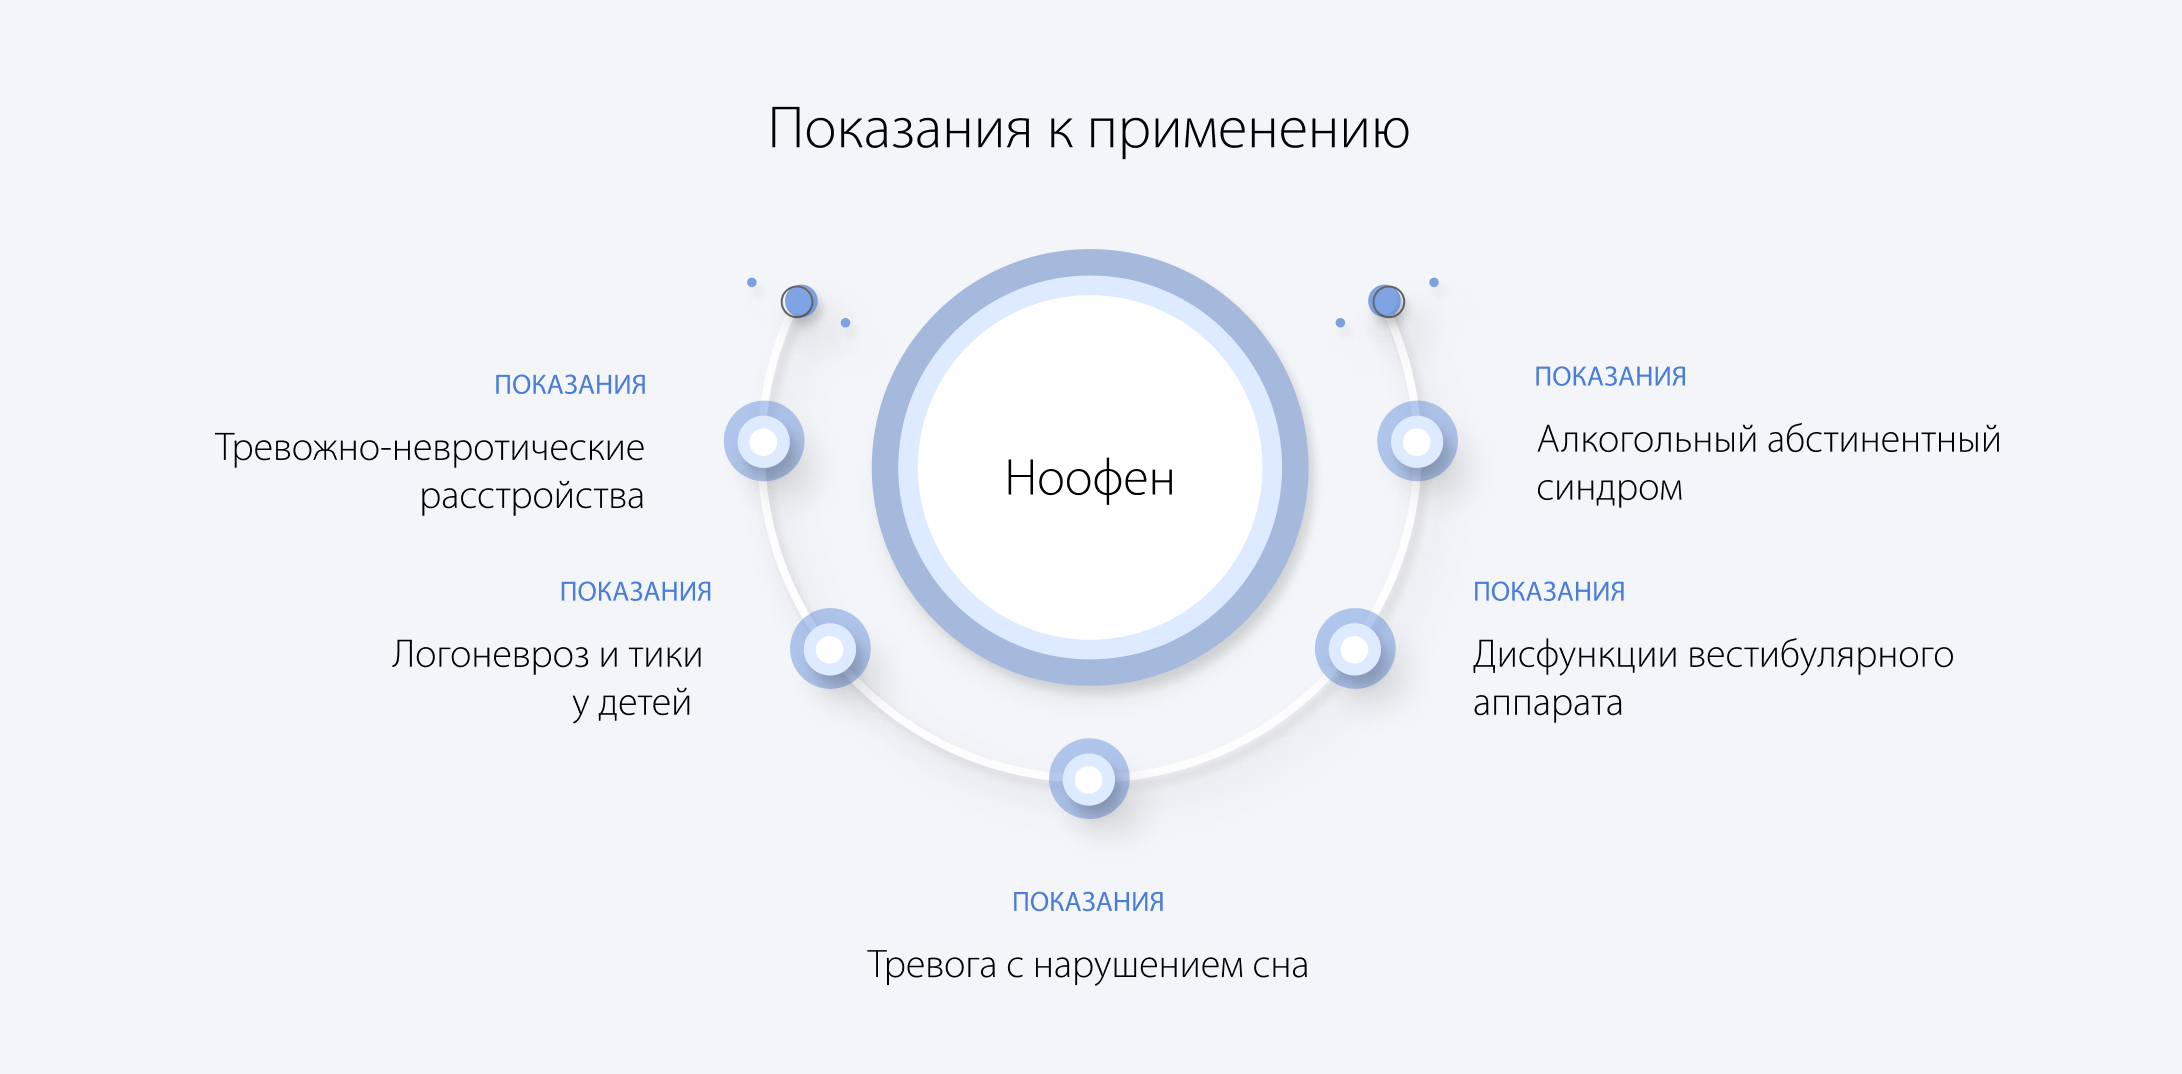 Показания к применению
Ноофен
ПОКАЗАНИЯ
Тревожно-невротические
расстройства
ПОКАЗАНИЯ
Логоневроз и тики
у детей
ПОКАЗАНИЯ
Тревога с нарушением сна
ПОКАЗАНИЯ
Дисфункции вестибулярного
аппарата
ПОКАЗАНИЯ
Алкогольный абстинентный
синдром